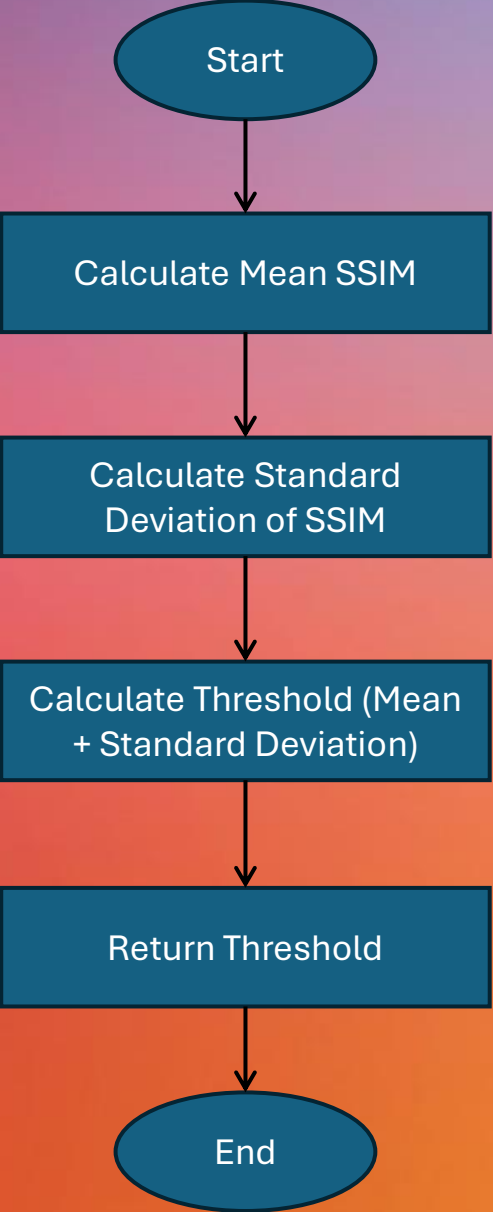 Start
Calculate Mean SSIM
Calculate Standard
Deviation of SSIM
Calculate Threshold (Mean
+ Standard Deviation)
Return Threshold
End